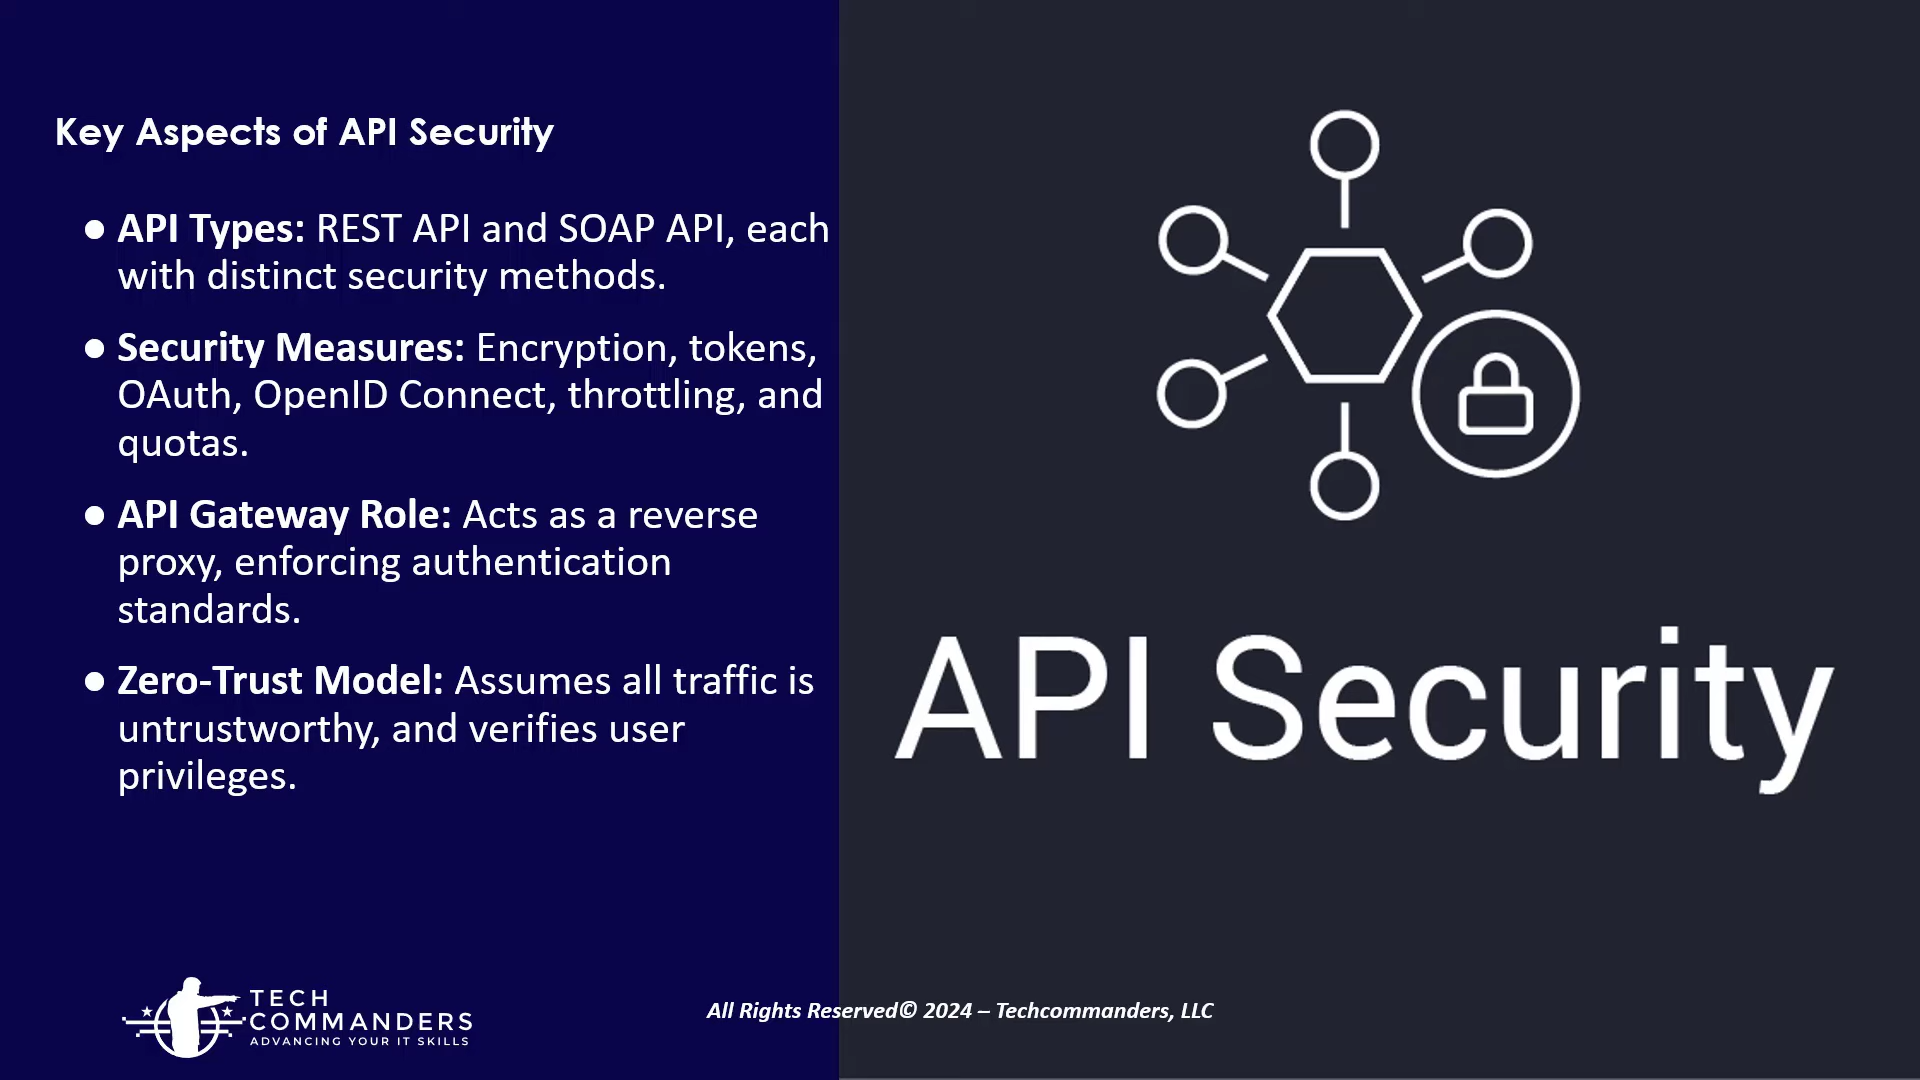 Key Aspects of API Security
● API Types: REST API and SOAP API, each
with distinct security methods.
● Security Measures: Encryption, tokens,
OAuth, OpenID Connect, throttling, and
quotas.
● API Gateway Role: Acts as a reverse
proxy, enforcing authentication
standards.
● Zero-Trust Model: Assumes all traffic is
untrustworthy, and verifies user
privileges.
API Security
TECH
COMMANDERS
ADVANCING YOUR IT SKILLS
All Rights Reserved© 2024 – Techcommanders, LLC